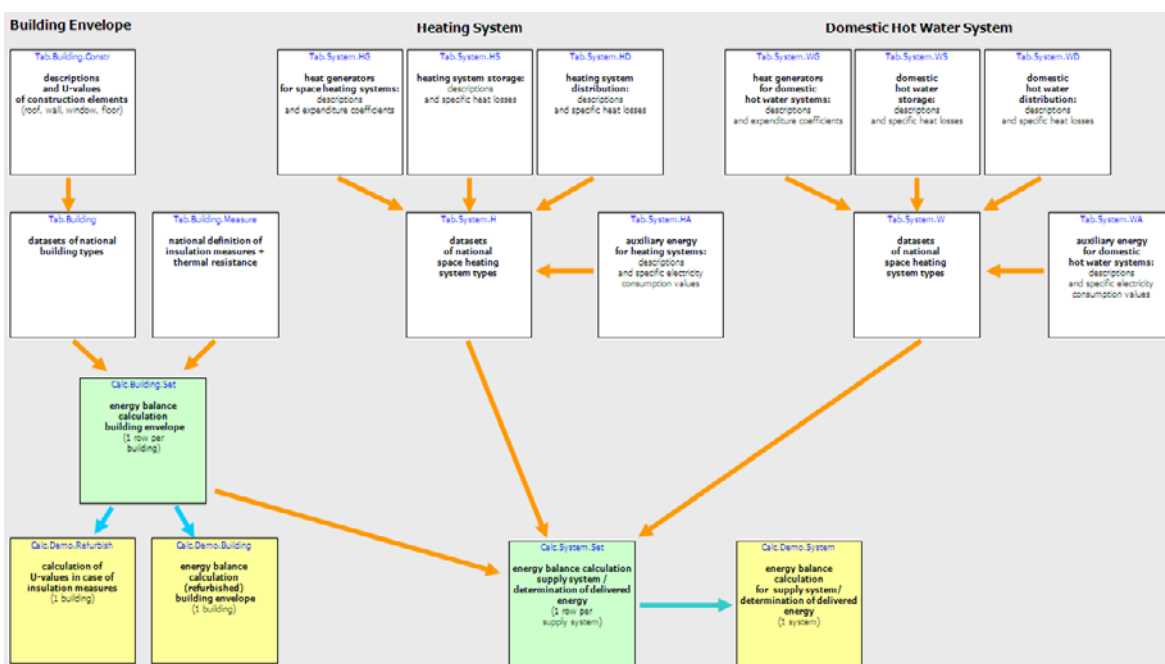 Building Envelope
Heating System
Domestic Hot Water System
Tab.Building.Constr
descriptions
and U-values
of construction elements
(roof, wall, window, floor)
Tab.System.HG
heat generators
for space heating systems:
descriptions
and expenditure coefficients
Tab.System.HS
heating system storage:
descriptions
and specific heat losses
Tab.System.HD
heating system
distribution:
descriptions
and specific heat losses
Tab.System.WG
heat generators
for domestic
hot water systems:
descriptions
and expenditure coefficients
Tab.System.WS
domestic
hot water
storage:
descriptions
and specific heat losses
Tab.System.WD
domestic
hot water
distribution:
descriptions
and specific heat losses
Tab.Building
datasets of national
building types
Tab.Building.Measure
national definition of
insulation measures +
thermal resistance
Tab.System.H
datasets
of national
space heating
system types
Tab.System.HA
auxiliary energy
for heating systems:
descriptions
and specific electricity
consumption values
Tab.System.W
datasets
of national
space heating
system types
Tab.System.WA
auxiliary energy
for domestic
hot water systems:
descriptions
and specific electricity
consumption values
Calc.Building.Set
energy balance
calculation
building envelope
(1 row per
building)
Calc.Demo.Refurbish
calculation of
U-values in case of
insulation measures
(1 building)
Calc.Demo.Building
energy balance
calculation
(refurbished)
building envelope
(1 building)
Calc.System.Set
energy balance calculation
supply system /
determination of delivered
energy
(1 row per
supply system)
Calc.Demo.System
energy balance
calculation
for supply system/
determination of delivered
energy
(1 system)